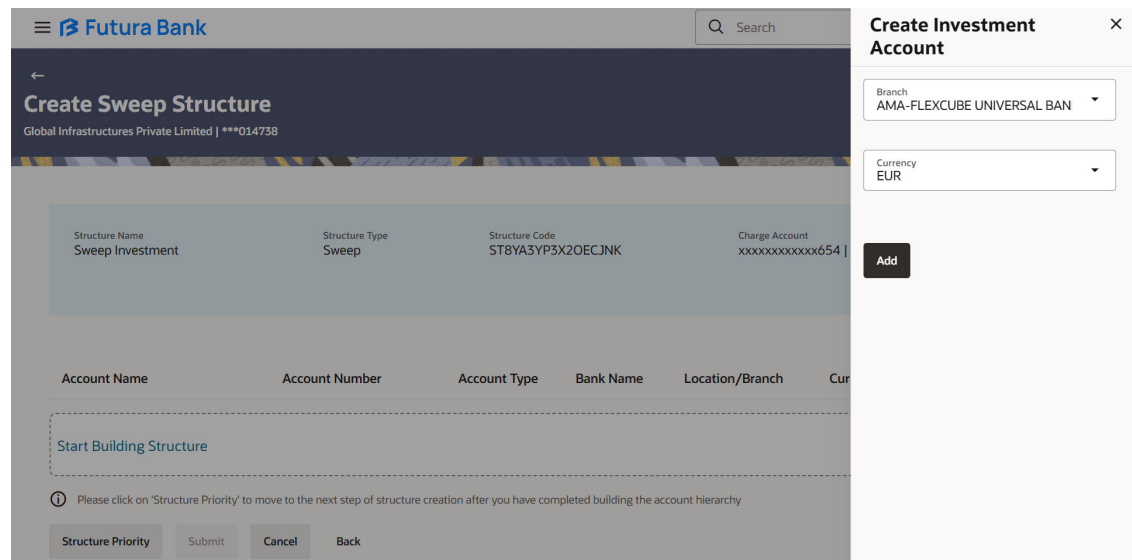 Futura Bank
Search
Create Sweep Structure
Global Infrastructures Private Limited | ***014738
Structure Name
Sweep Investment
Structure Type
Sweep
Structure Code
ST8YA3YP3X2OECJNK
Charge Account
xxxxxxxxxxxx654 |
Account Name Account Number Account Type Bank Name Location/Branch Cur
Start Building Structure
Please click on 'Structure Priority' to move to the next step of structure creation after you have completed building the account hierarchy
Structure Priority Submit Cancel Back
Create Investment
Account
Branch
AMA-FLEXCUBE UNIVERSAL BAN
Currency
EUR
Add